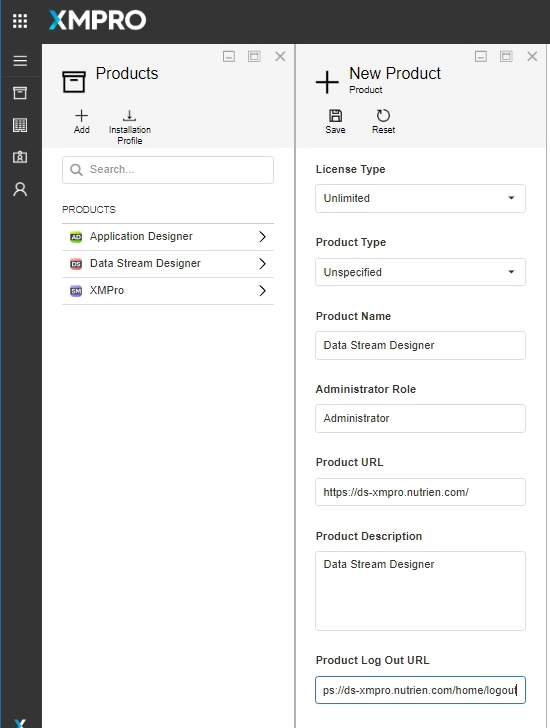 XMPRO
Products
Add
Installation
Profile
Search...
PRODUCTS
AD Application Designer
DS Data Stream Designer
SM XMPro
New Product
Product
Save
Reset
License Type
Unlimited
Product Type
Unspecified
Product Name
Data Stream Designer
Administrator Role
Administrator
Product URL
https://ds-xmpro.nutrien.com/
Product Description
Data Stream Designer
Product Log Out URL
ps://ds-xmpro.nutrien.com/home/logout